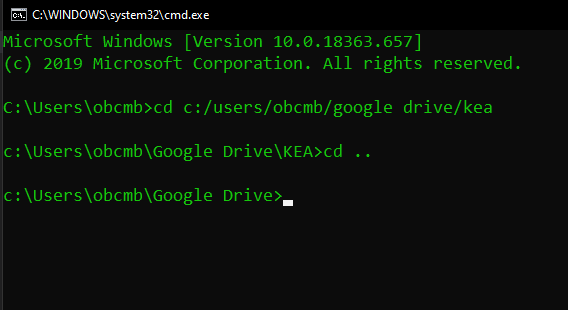 C:\WINDOWS\system32\cmd.exe
Microsoft Windows [Version 10.0.18363.657]
(c) 2019 Microsoft Corporation. All rights reserved.
C:\Users\obcmb>cd c:/users/obcmb/google drive/kea
c:\Users\obcmb\Google Drive\KEA>cd ..
c:\Users\obcmb\Google Drive>